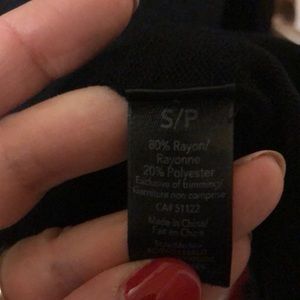 S/P
80% Rayon/
Rayonne
20% Polyester
Exclusive of trimming/
Garniture non comprise
CA# 51122
Made in China/
Fait en Chine